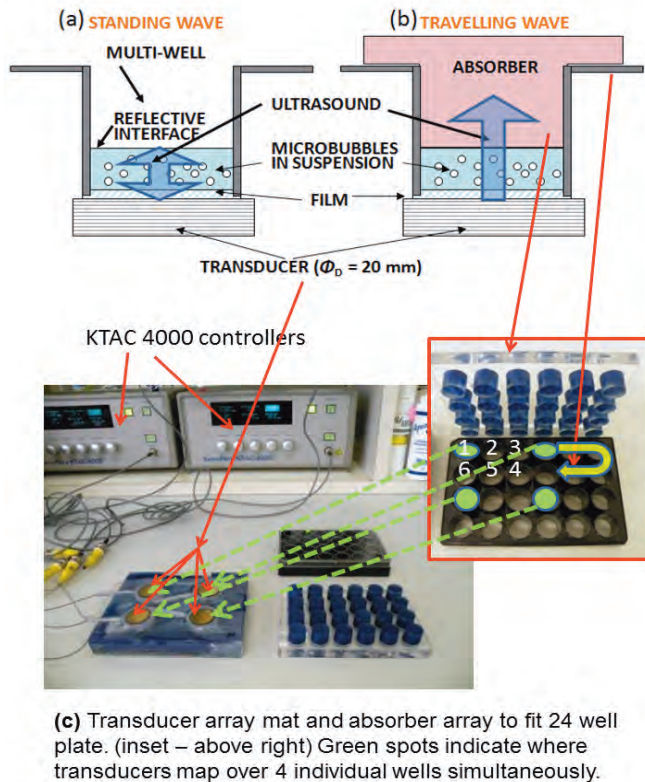 (a) STANDING WAVE
(b) TRAVELLING WAVE
MULTI-WELL
ABSORBER
REFLECTIVE
INTERFACE
ULTRASOUND
MICROBUBBLES
IN SUSPENSION
FILM
TRANSDUCER (ΦD = 20 mm)
KTAC 4000 controllers
1 2 3
6 5 4
(c) Transducer array mat and absorber array to fit 24 well
plate. (inset – above right) Green spots indicate where
transducers map over 4 individual wells simultaneously.